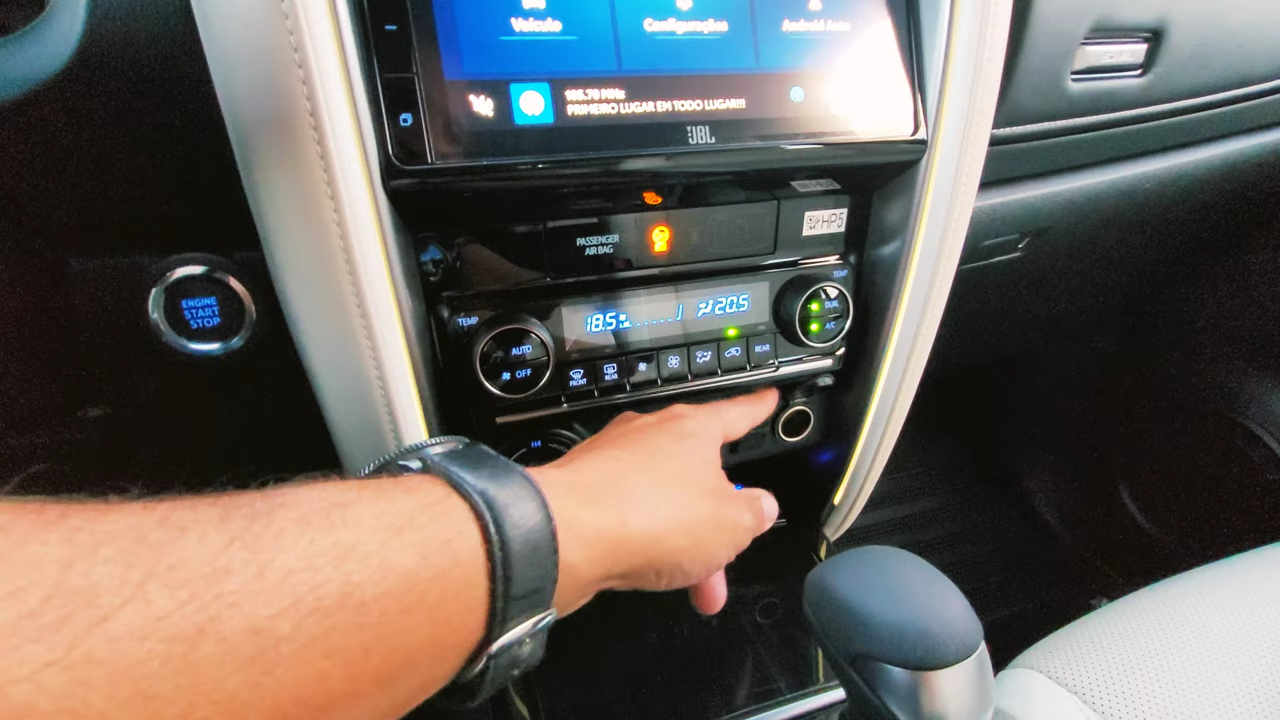 Veículo
Configurações
Android Auto
105.70 MHz
PRIMEIRO LUGAR EM TODO LUGAR!!!
JBL
HP5
PASSENGER
AIR BAG
ENGINE
START
STOP
TEMP
TEMP
18.5
20.5
DUAL
A/C
AUTO
OFF
FRONT
REAR
REAR
H4